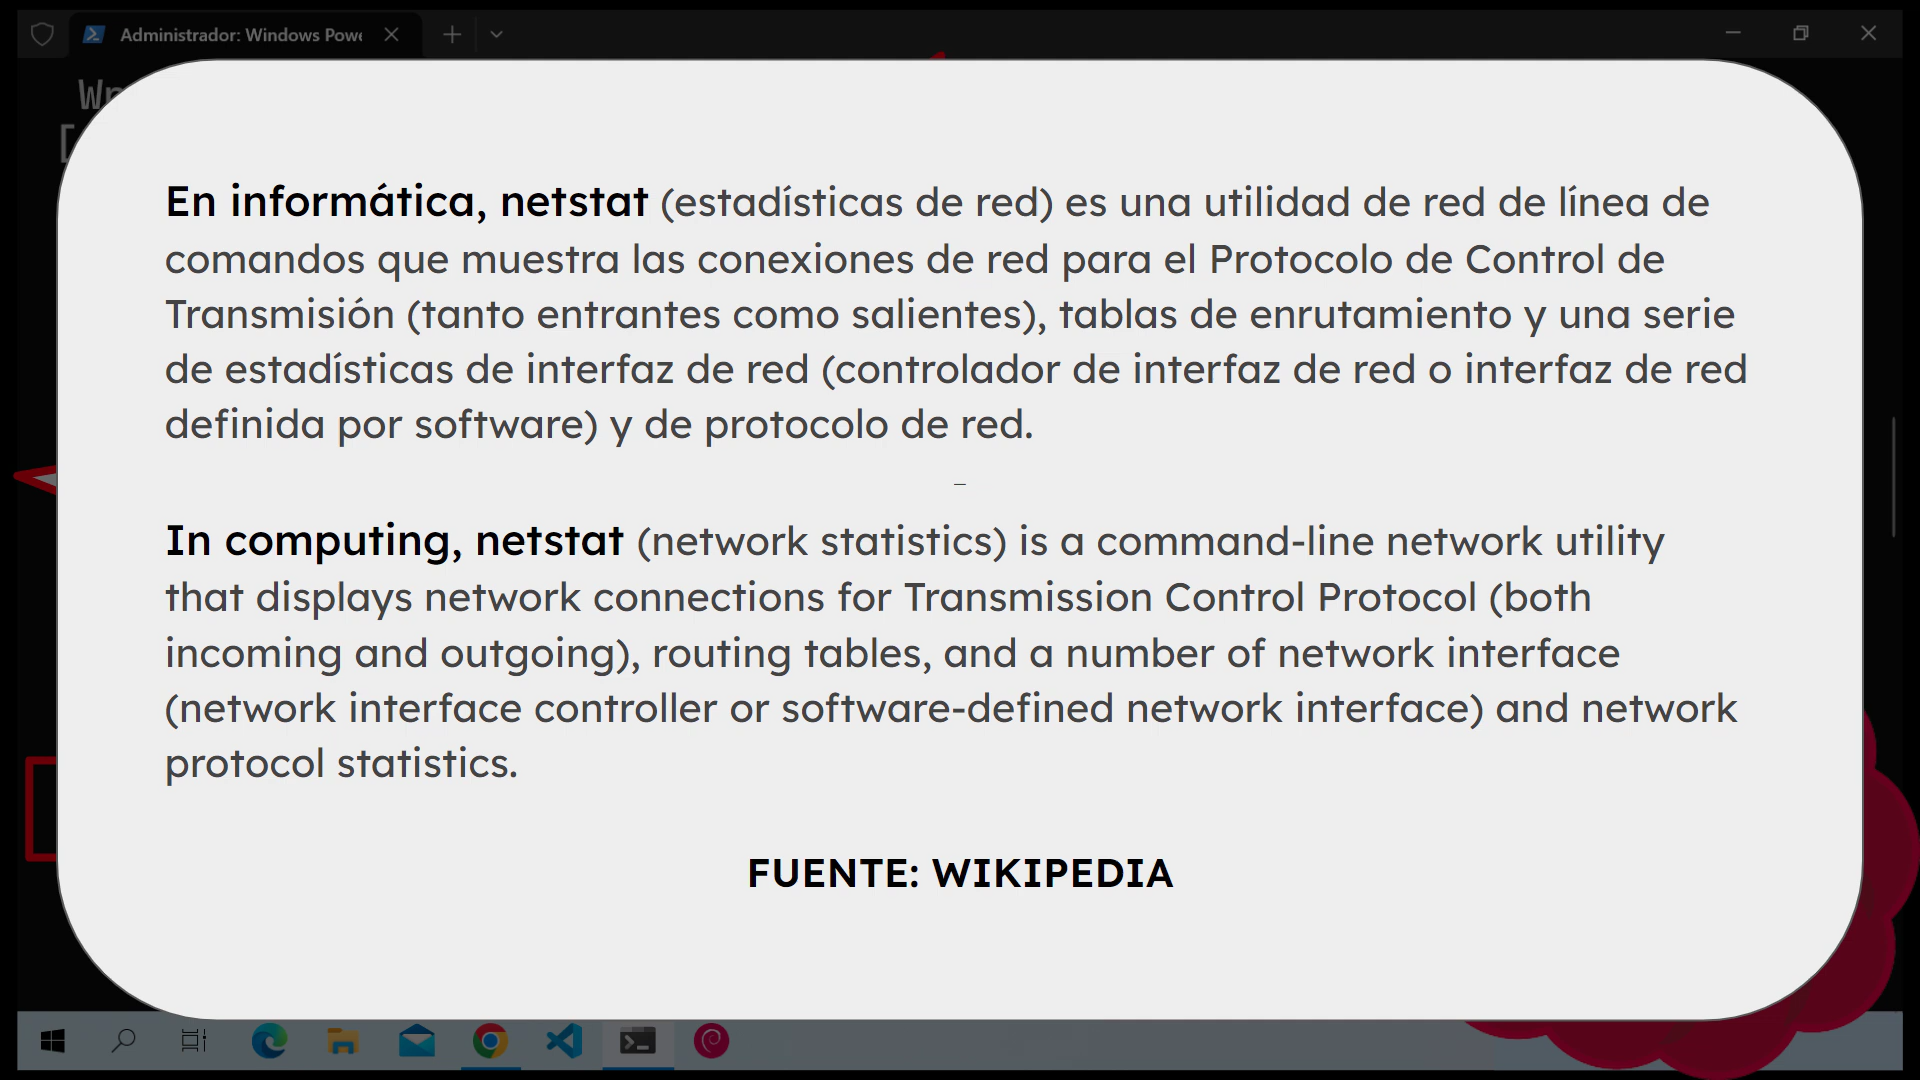 Administrador: Windows Pow
En informática, netstat (estadísticas de red) es una utilidad de red de línea de
comandos que muestra las conexiones de red para el Protocolo de Control de
Transmisión (tanto entrantes como salientes), tablas de enrutamiento y una serie
de estadísticas de interfaz de red (controlador de interfaz de red o interfaz de red
definida por software) y de protocolo de red.
_
In computing, netstat (network statistics) is a command-line network utility
that displays network connections for Transmission Control Protocol (both
incoming and outgoing), routing tables, and a number of network interface
(network interface controller or software-defined network interface) and network
protocol statistics.
FUENTE: WIKIPEDIA